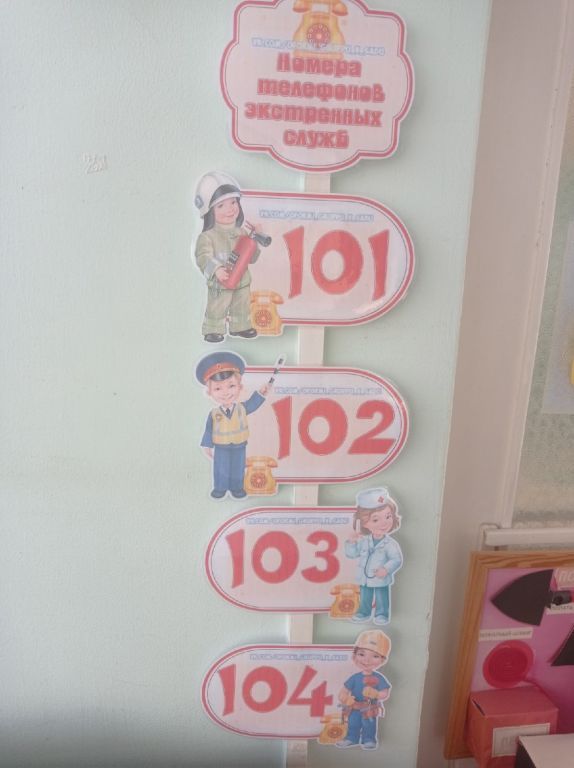 Номера
телефонов
экстренных
служб
101
102
103
104